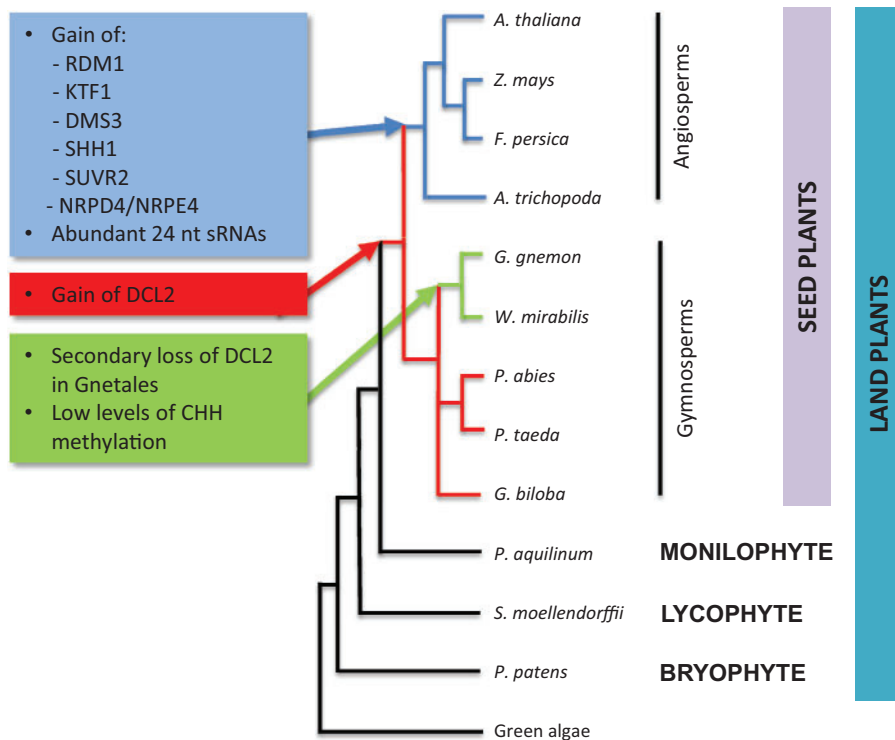 • Gain of:
- RDM1
- KTF1
- DMS3
- SHH1
- SUVR2
- NRPD4/NRPE4
• Abundant 24 nt sRNAs
• Gain of DCL2
• Secondary loss of DCL2
in Gnetales
• Low levels of CHH
methylation
A. thaliana
Z. mays
F. persica
A. trichopoda
G. gnemon
W. mirabilis
P. abies
P. taeda
G. biloba
P. aquilinum
S. moellendorffii
P. patens
Green algae
Angiosperms
Gymnosperms
MONILOPHYTE
LYCOPHYTE
BRYOPHYTE
SEED PLANTS
LAND PLANTS